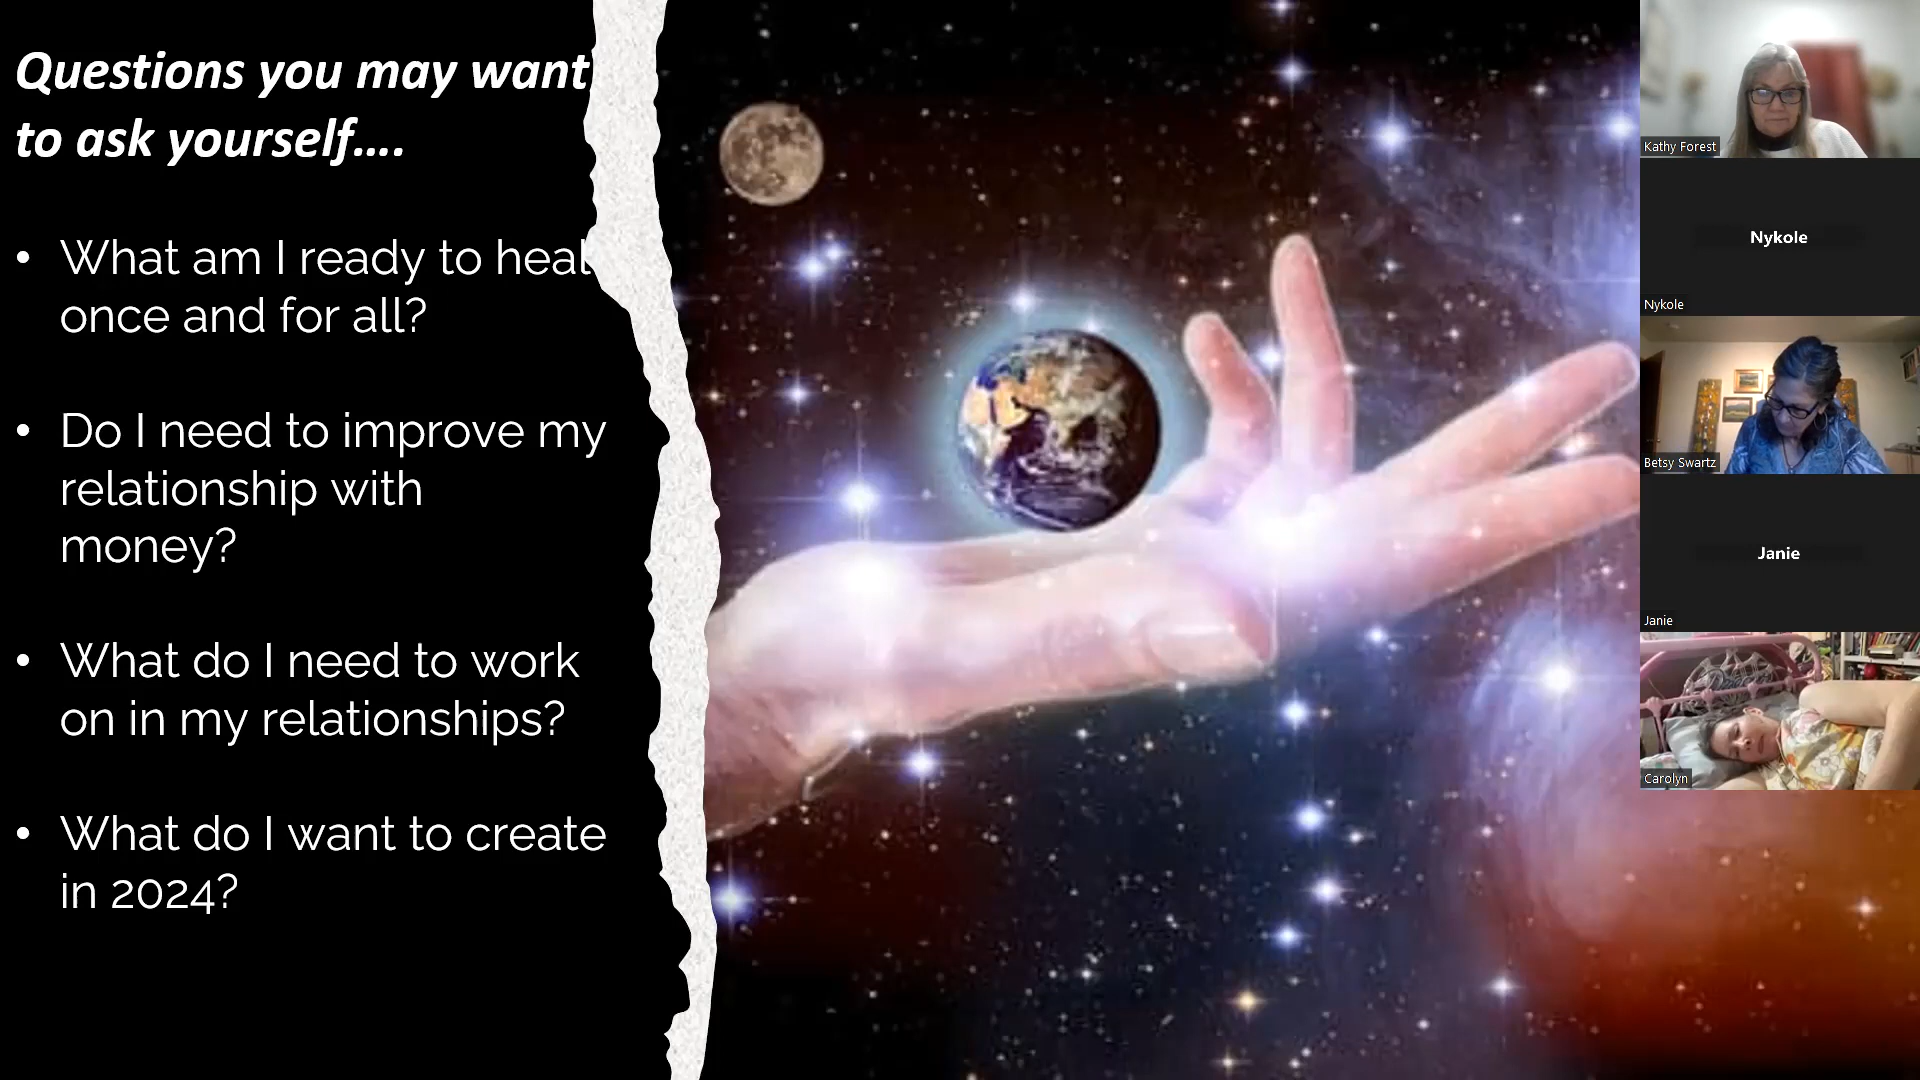 Questions you may want
to ask yourself....
• What am I ready to heal
once and for all?
• Do I need to improve my
relationship with
money?
• What do I need to work
on in my relationships?
• What do I want to create
in 2024?
Kathy Forest
Nykole
Nykole
Betsy Swartz
Janie
Janie
Carolyn